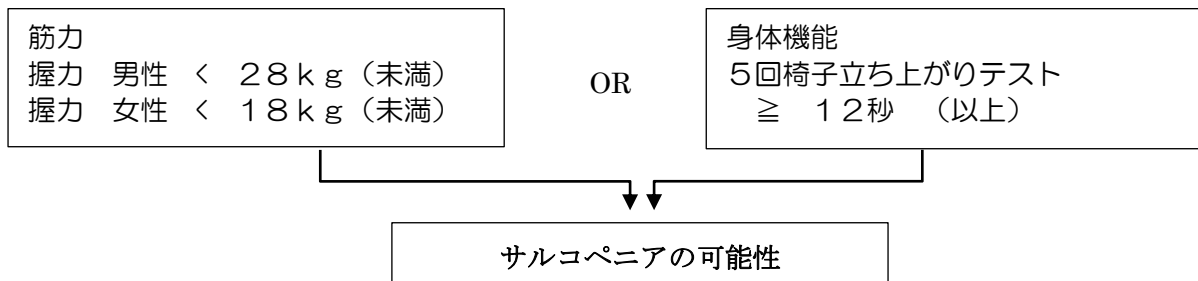 筋力
握力　男性　＜　２８ｋｇ（未満）
握力　女性　＜　１８ｋｇ（未満）
OR
身体機能
５回椅子立ち上がりテスト
≧　１２秒　（以上）
サルコペニアの可能性